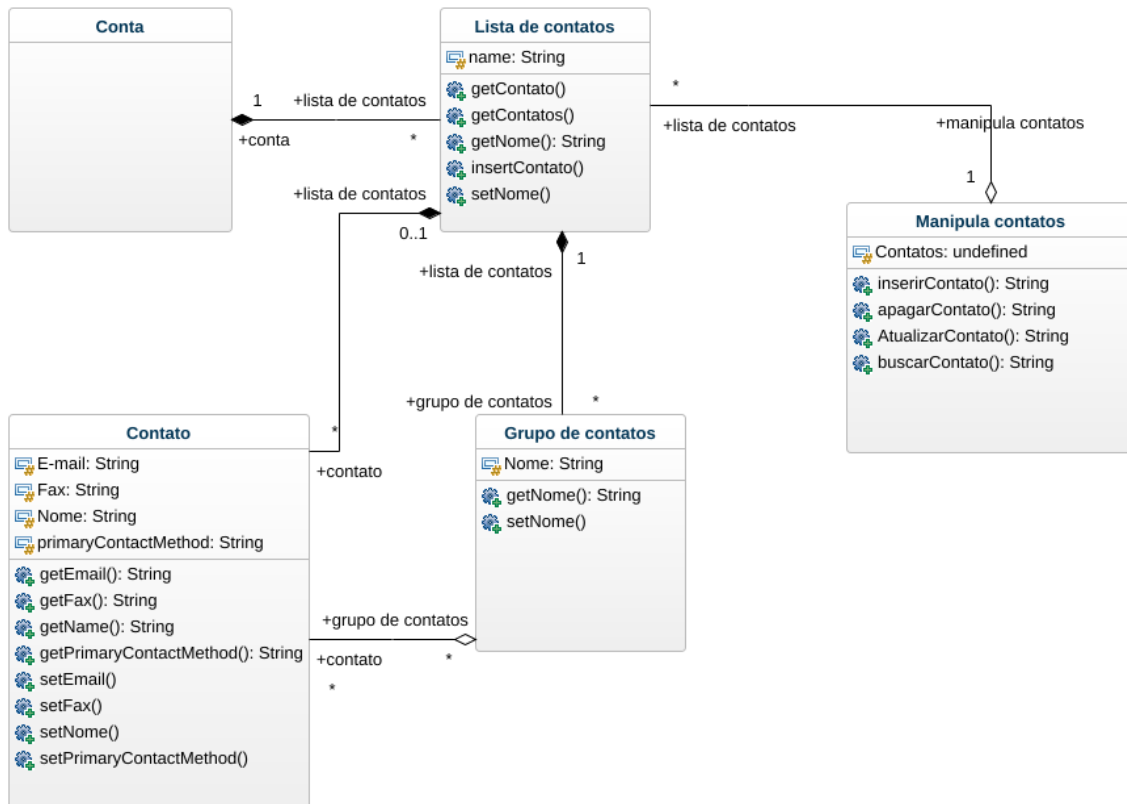 Conta
1
+lista de contatos
+conta
*
Lista de contatos
name: String
getContato()
getContatos()
getNome(): String
insertContato()
setNome()
*
+lista de contatos
+manipula contatos
1
Manipula contatos
Contatos: undefined
inserirContato(): String
apagarContato(): String
AtualizarContato(): String
buscarContato(): String
+lista de contatos
0..1
1
+lista de contatos
*
+contato
+grupo de contatos
*
Contato
E-mail: String
Fax: String
Nome: String
primaryContactMethod: String
getEmail(): String
getFax(): String
getName(): String
getPrimaryContactMethod(): String
setEmail()
setFax()
setNome()
setPrimaryContactMethod()
Grupo de contatos
Nome: String
getNome(): String
setNome()
+grupo de contatos
+contato
*
*